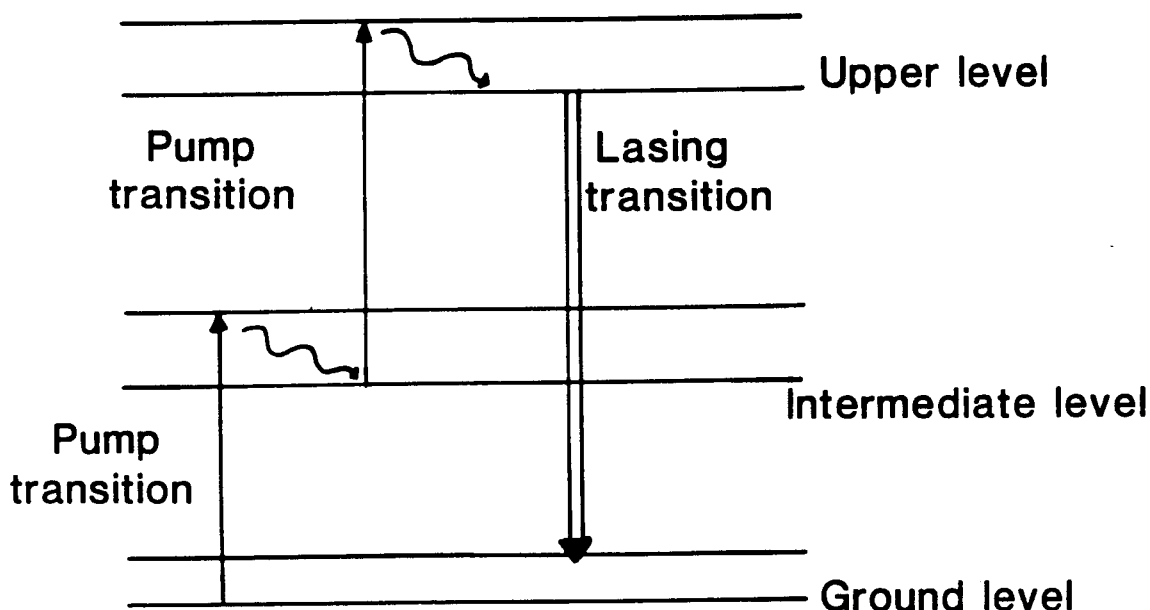 Upper level
Pump
transition
Lasing
transition
Intermediate level
Pump
transition
Ground level